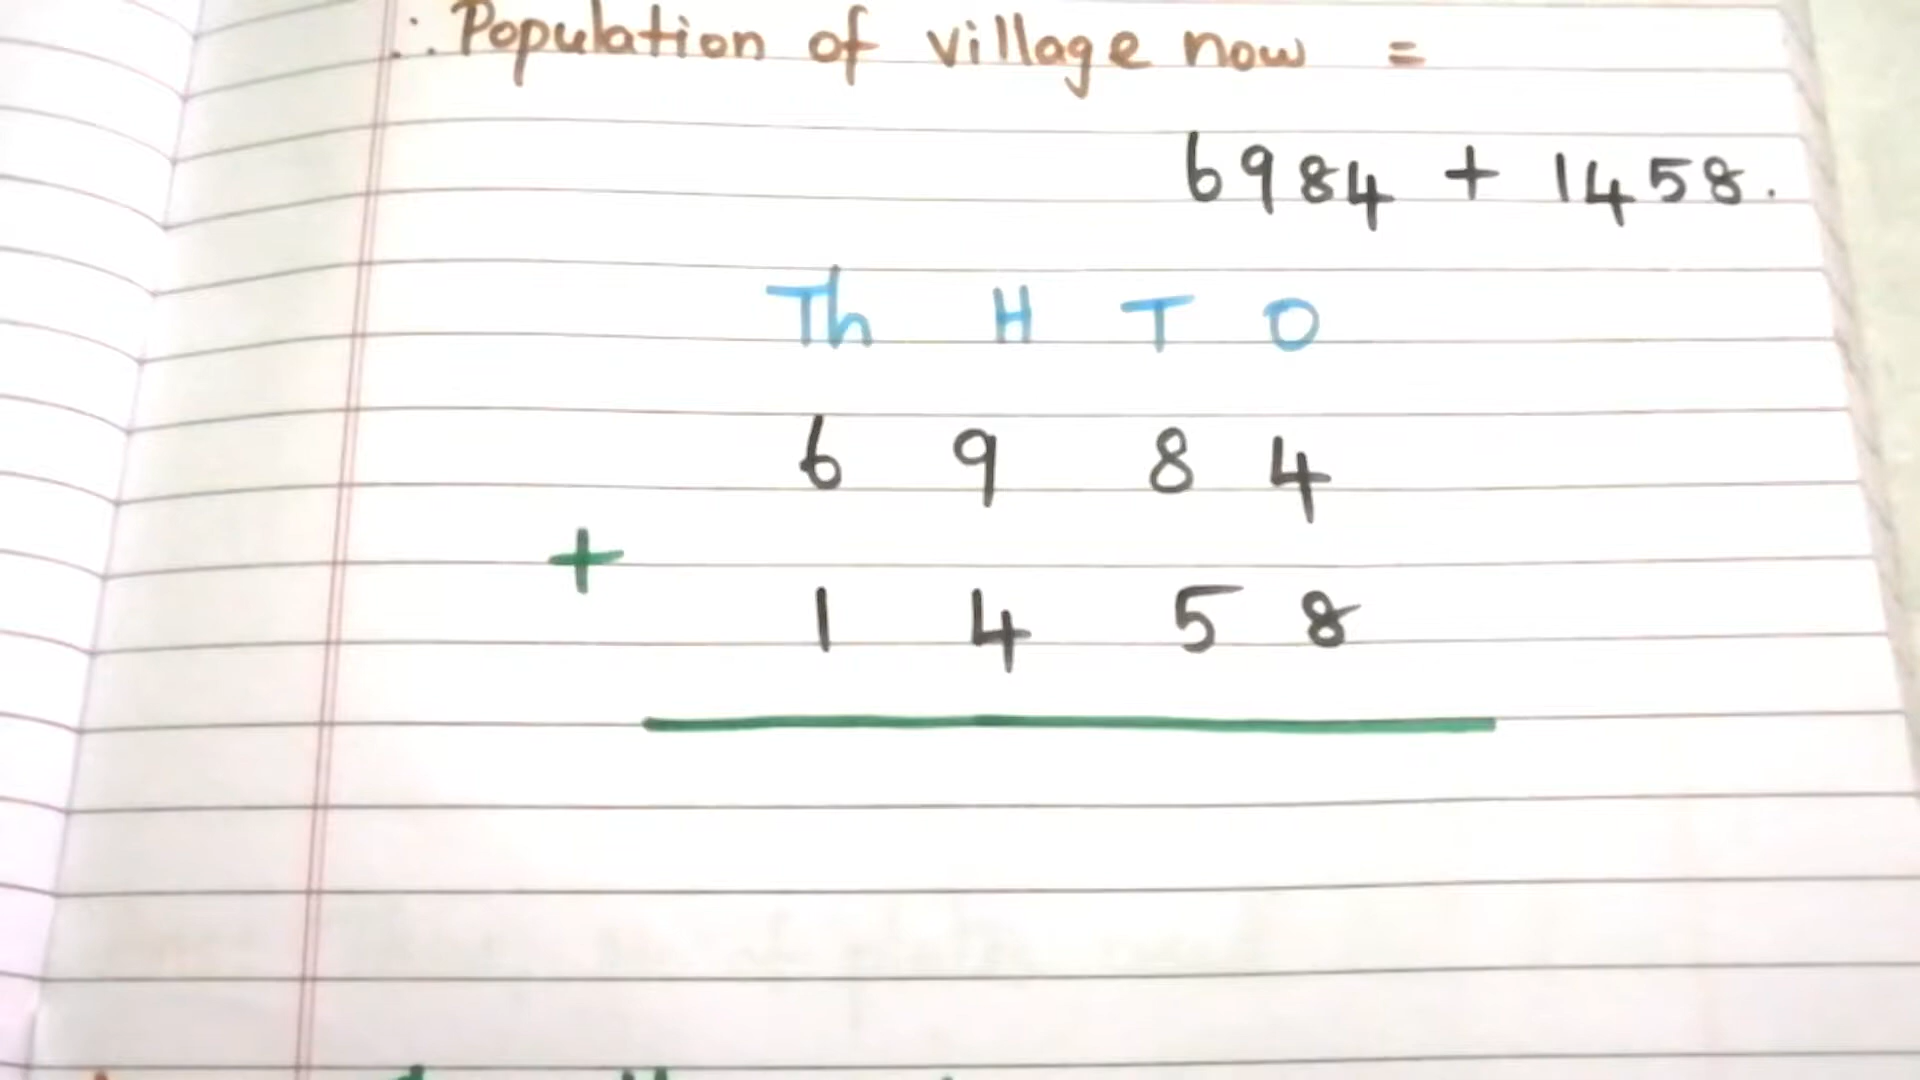 ∴ Population of village now =
6984 + 1458.
Th H T O
6 9 8 4
+
1 4 5 8